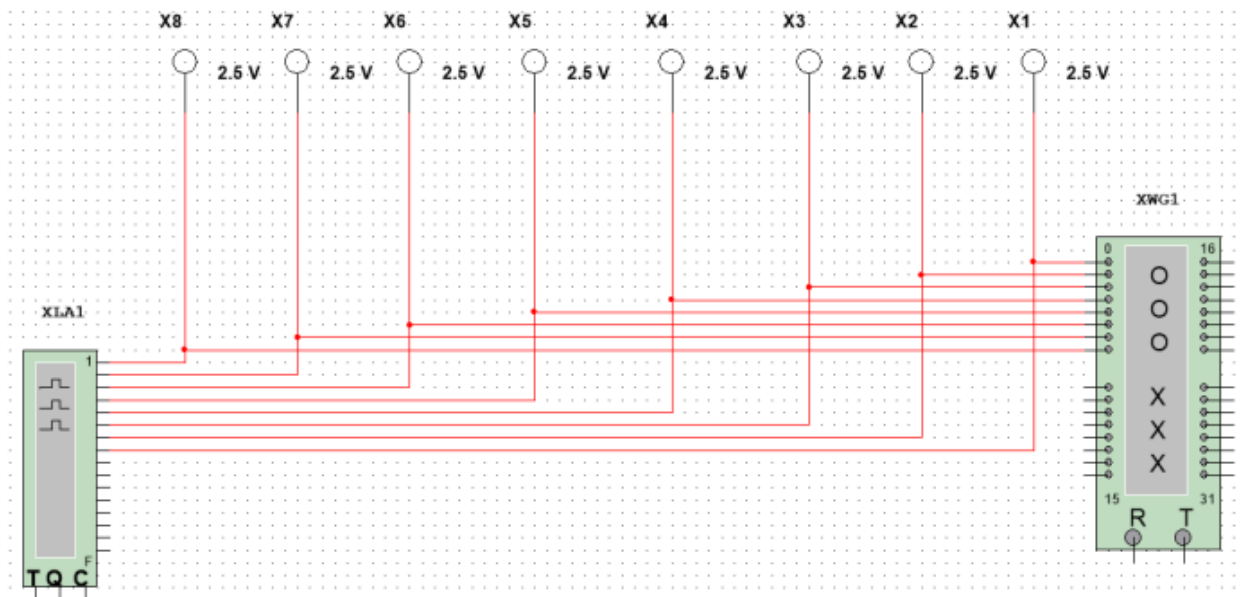 X8 X7 X6 X5 X4 X3 X2 X1
2.5 V 2.5 V 2.5 V 2.5 V 2.5 V 2.5 V 2.5 V 2.5 V
XWG1
0 16
O
O
O
X
X
X
15 31
R T
XLA1
1
F
T Q C